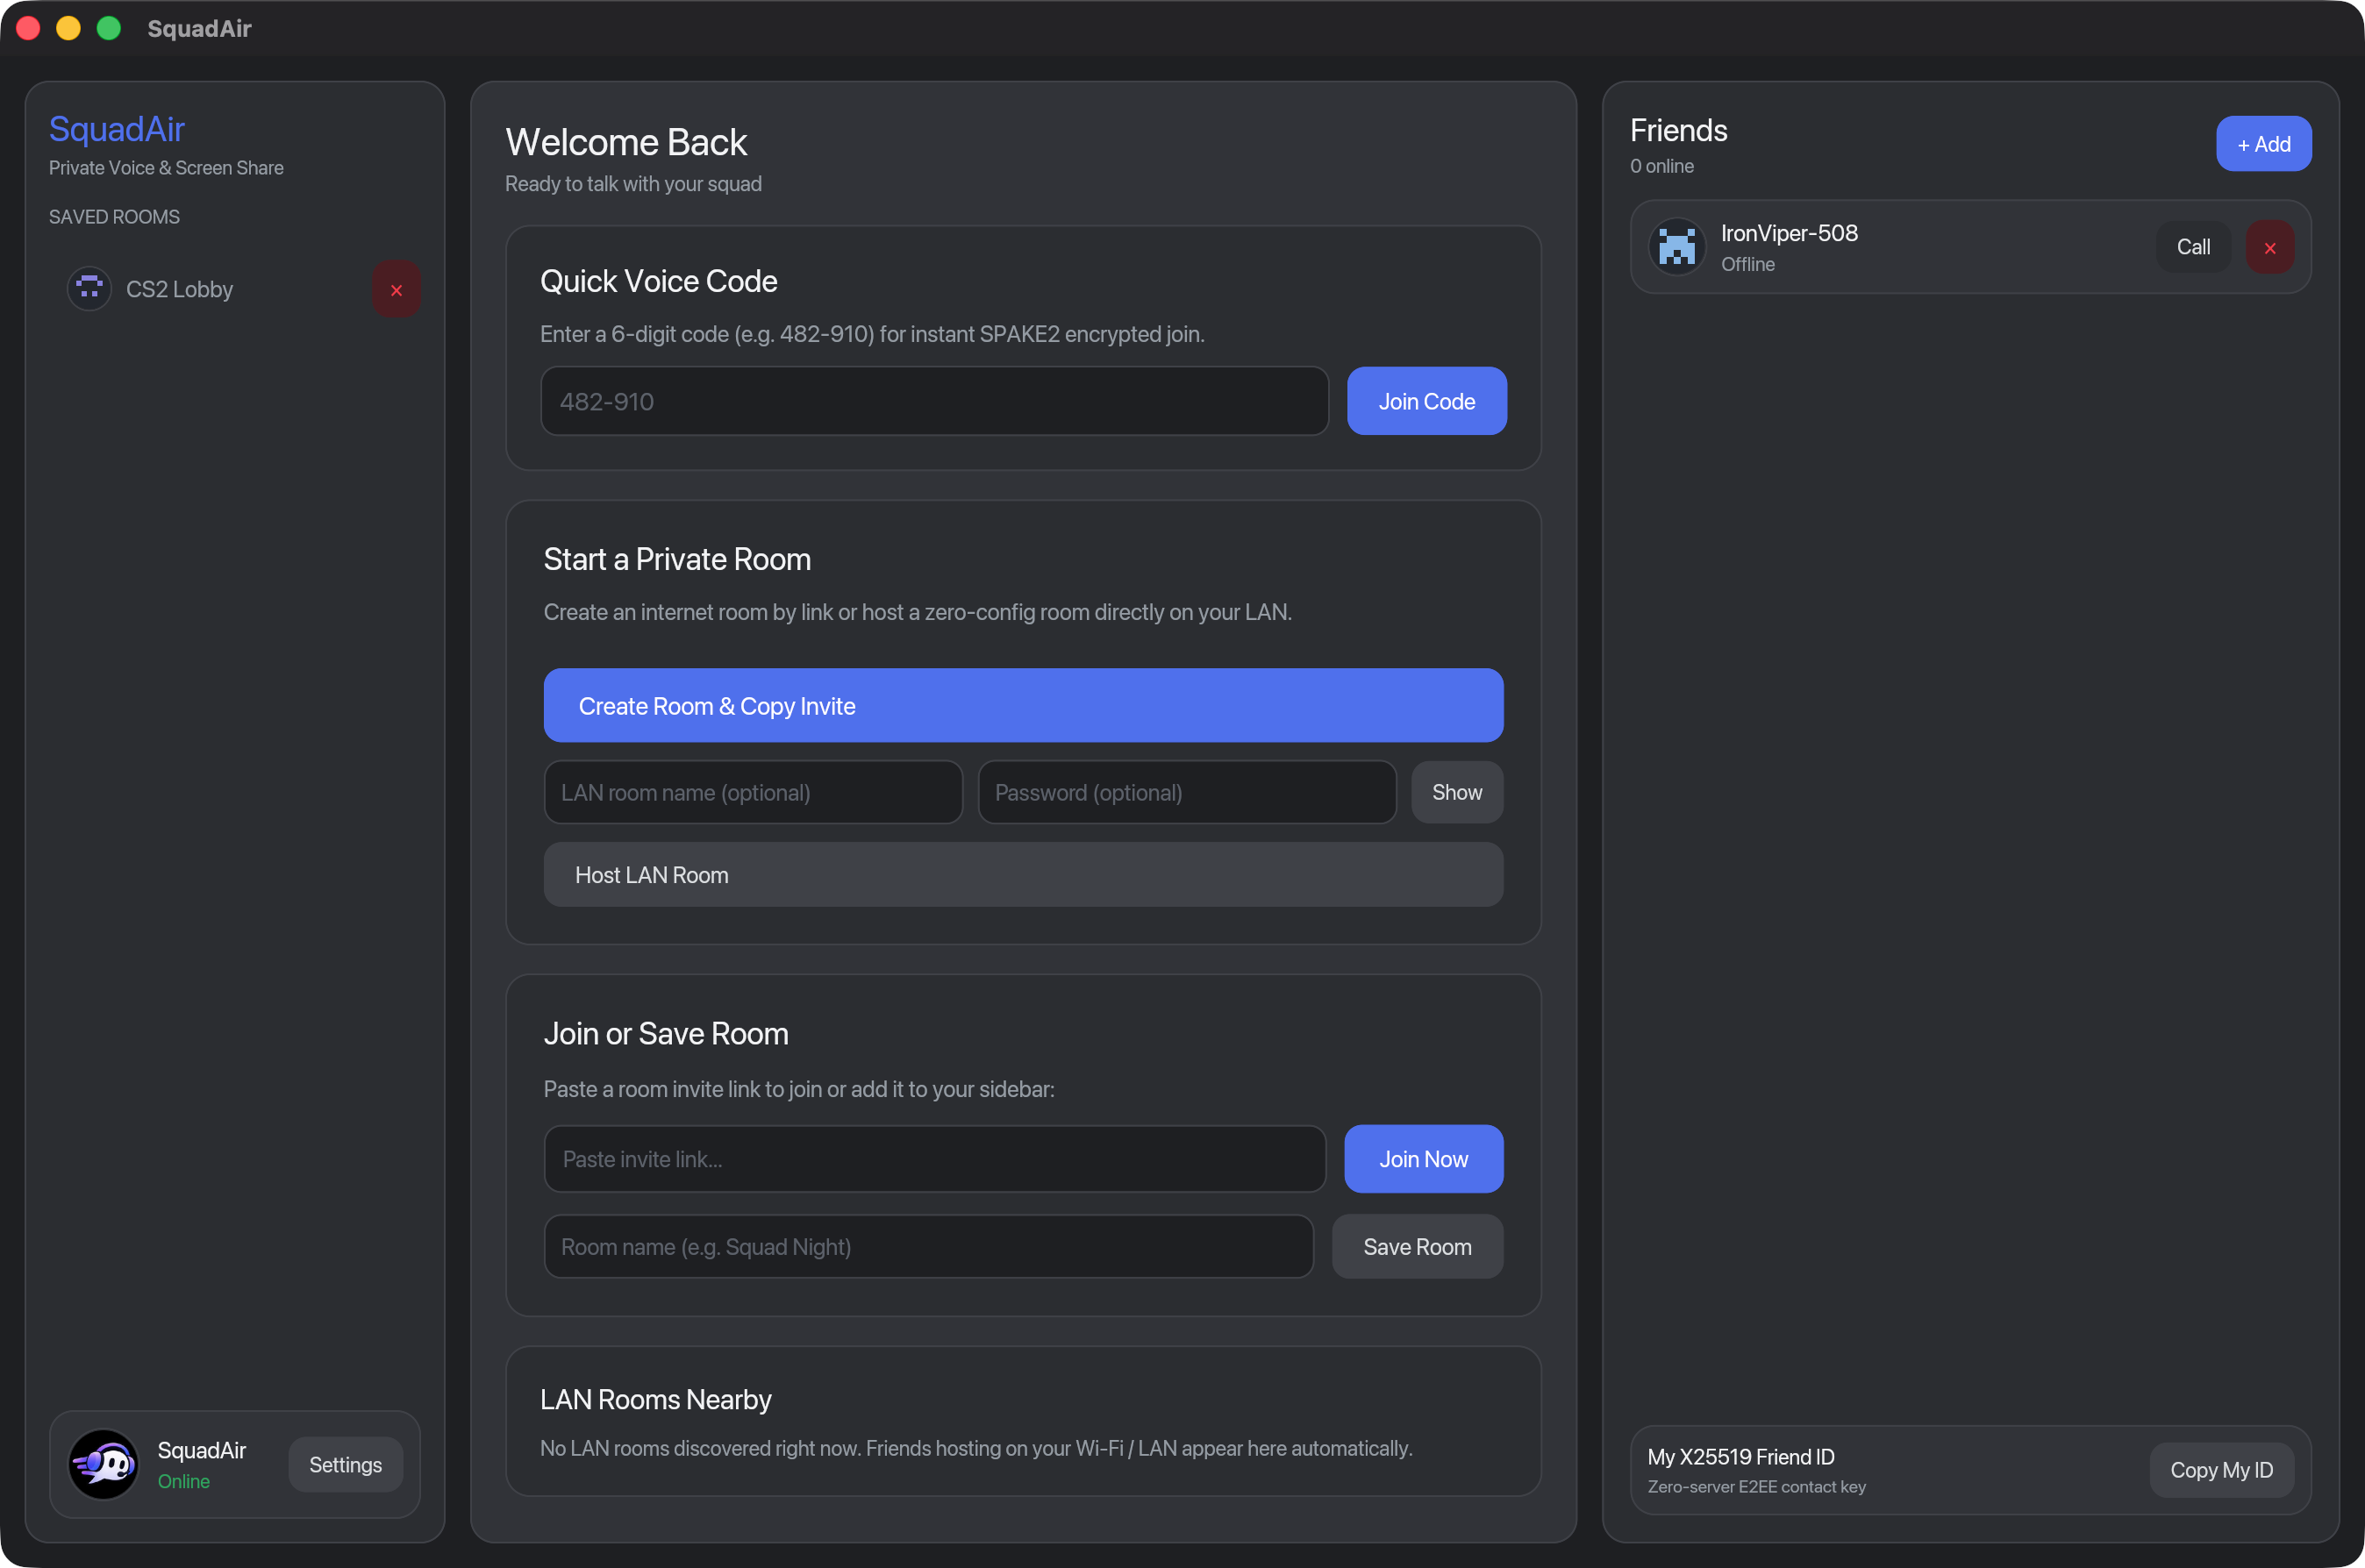 SquadAir
SquadAir
Private Voice & Screen Share
SAVED ROOMS
CS2 Lobby
×
SquadAir
Online
Settings
Welcome Back
Ready to talk with your squad
Quick Voice Code
Enter a 6-digit code (e.g. 482-910) for instant SPAKE2 encrypted join.
482-910
Join Code
Start a Private Room
Create an internet room by link or host a zero-config room directly on your LAN.
Create Room & Copy Invite
LAN room name (optional)
Password (optional)
Show
Host LAN Room
Join or Save Room
Paste a room invite link to join or add it to your sidebar:
Paste invite link...
Join Now
Room name (e.g. Squad Night)
Save Room
LAN Rooms Nearby
No LAN rooms discovered right now. Friends hosting on your Wi-Fi / LAN appear here automatically.
Friends
0 online
+ Add
IronViper-508
Offline
Call
×
My X25519 Friend ID
Zero-server E2EE contact key
Copy My ID